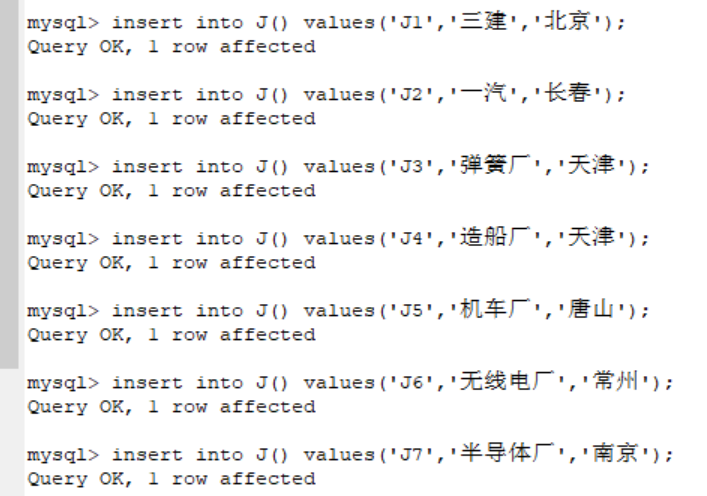 mysql> insert into J() values('J1','三建','北京');
Query OK, 1 row affected
mysql> insert into J() values('J2','一汽','长春');
Query OK, 1 row affected
mysql> insert into J() values('J3','弹簧厂','天津');
Query OK, 1 row affected
mysql> insert into J() values('J4','造船厂','天津');
Query OK, 1 row affected
mysql> insert into J() values('J5','机车厂','唐山');
Query OK, 1 row affected
mysql> insert into J() values('J6','无线电厂','常州');
Query OK, 1 row affected
mysql> insert into J() values('J7','半导体厂','南京');
Query OK, 1 row affected